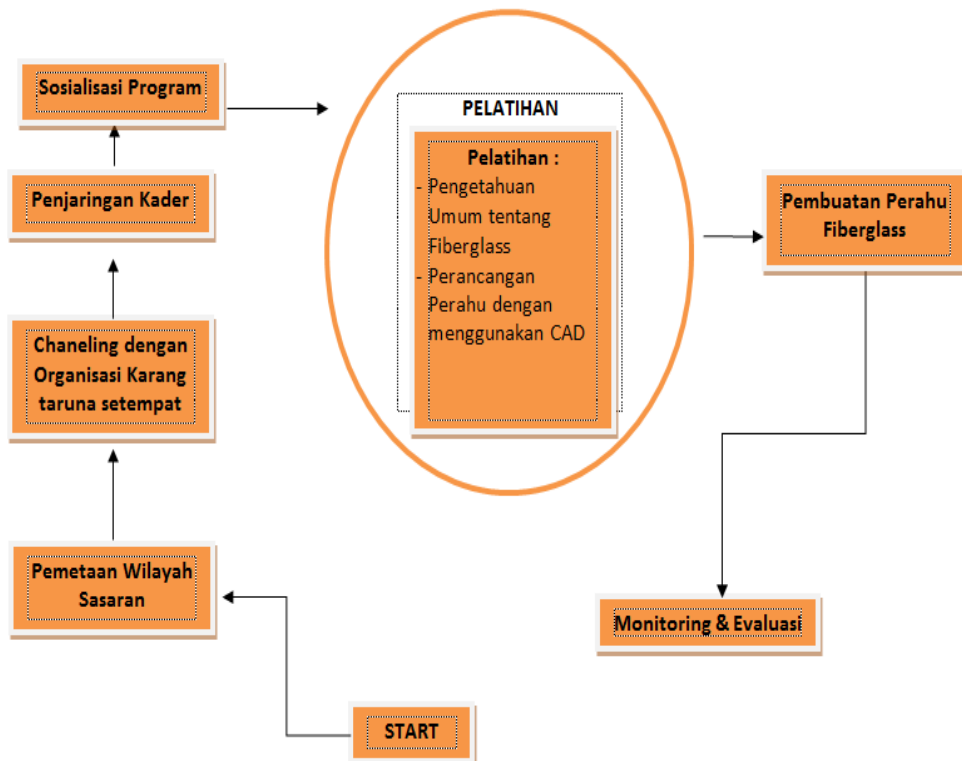 Sosialisasi Program
Penjaringan Kader
Chaneling dengan
Organisasi Karang
taruna setempat
Pemetaan Wilayah
Sasaran
START
PELATIHAN
Pelatihan :
- Pengetahuan
Umum tentang
Fiberglass
- Perancangan
Perahu dengan
menggunakan CAD
Pembuatan Perahu
Fiberglass
Monitoring & Evaluasi